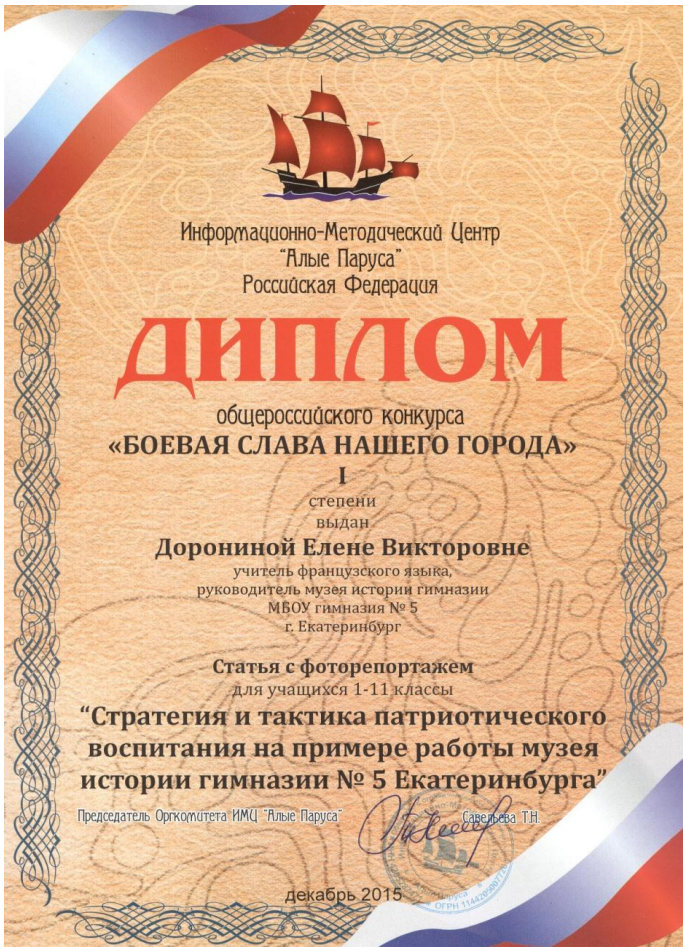 Информационно-Методический Центр
"Алые Паруса"
Российская Федерация
ДИПЛОМ
общероссийского конкурса
«БОЕВАЯ СЛАВА НАШЕГО ГОРОДА»
I
степени
выдан
Дорониной Елене Викторовне
учитель французского языка,
руководитель музея истории гимназии
МБОУ гимназия № 5
г. Екатеринбург
Статья с фоторепортажем
для учащихся 1-11 классы
"Стратегия и тактика патриотического
воспитания на примере работы музея
истории гимназии № 5 Екатеринбурга"
Председатель Оргкомитета ИМЦ "Алые Паруса" Савельева Т.Н.
декабрь 2015